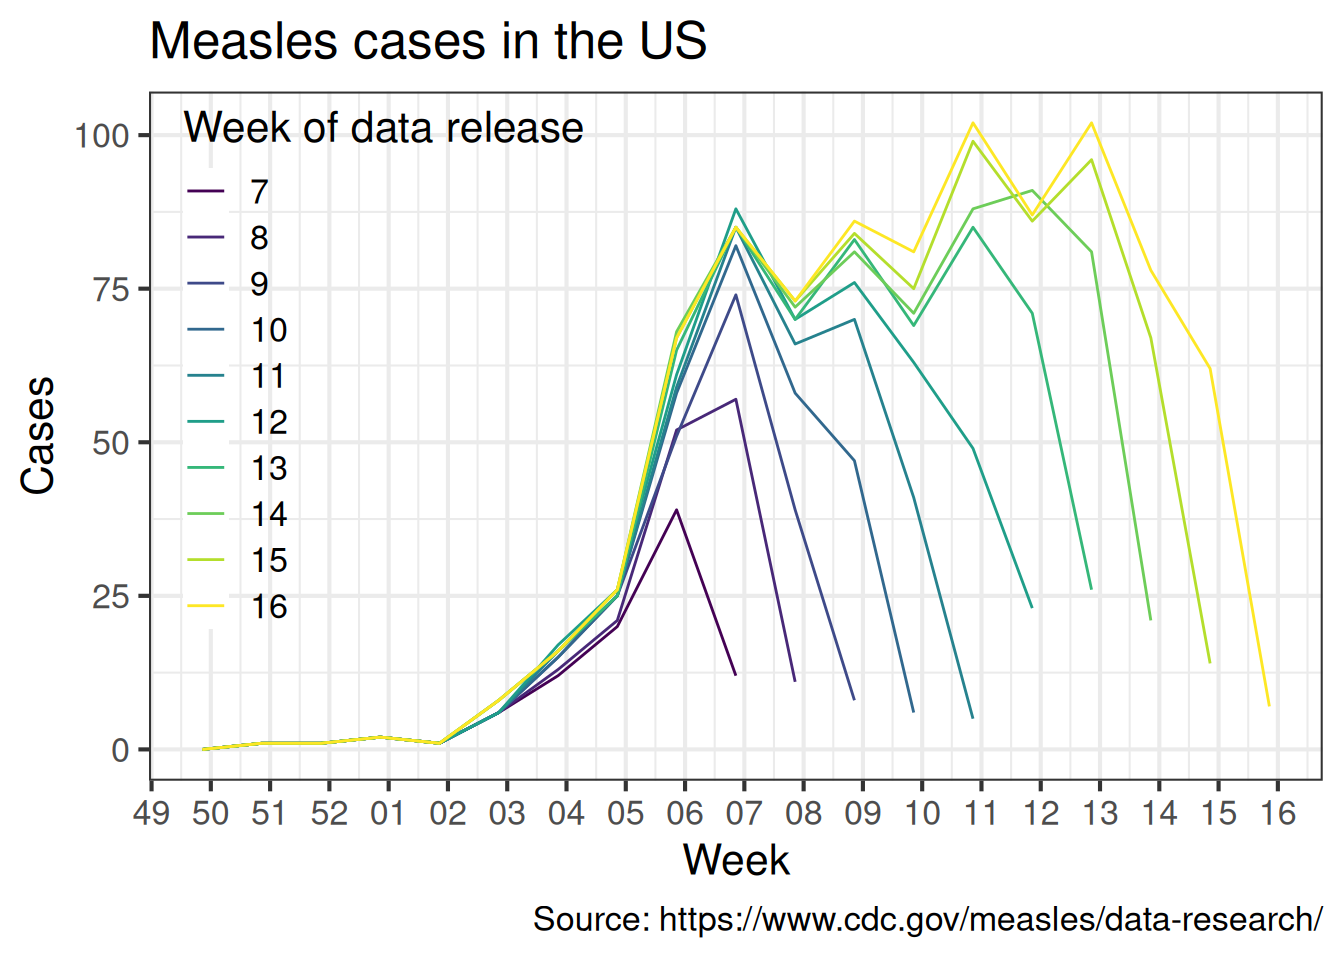 Measles cases in the US
Week of data release
7
8
9
10
11
12
13
14
15
16
100
75
50
25
0
Cases
49 50 51 52 01 02 03 04 05 06 07 08 09 10 11 12 13 14 15 16
Week
Source: https://www.cdc.gov/measles/data-research/